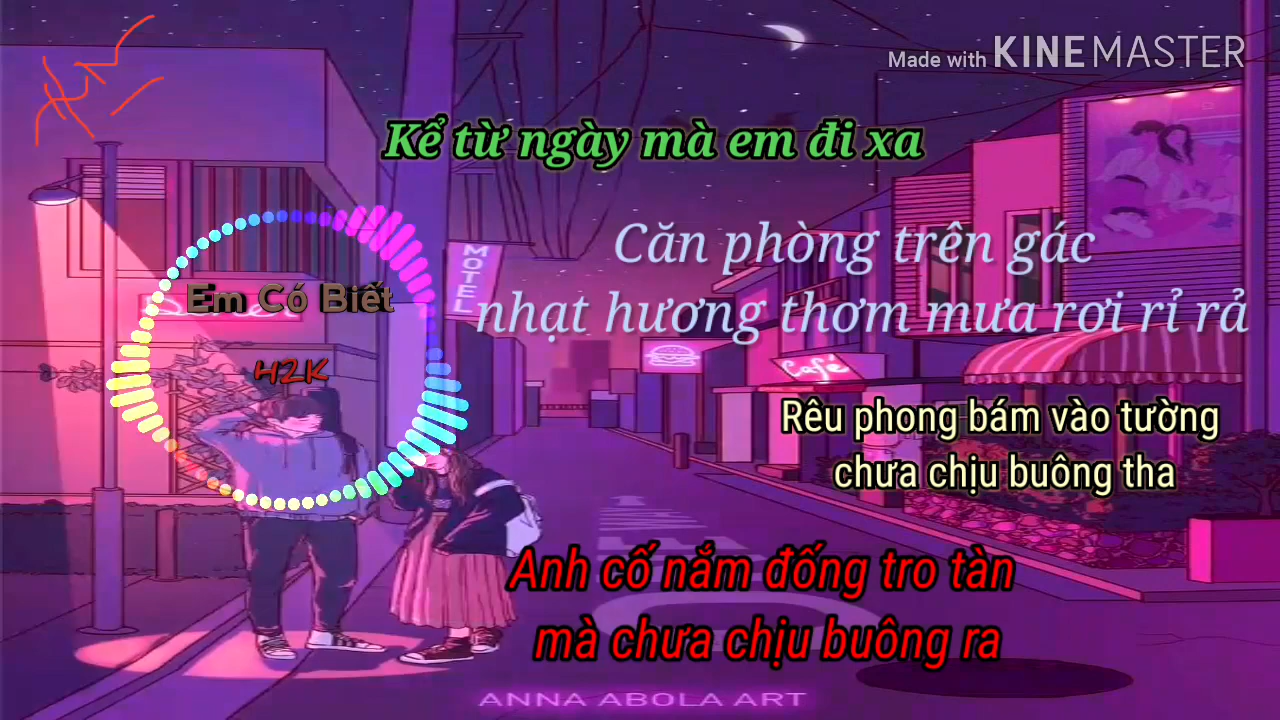 Made with KINEMASTER
Kể từ ngày mà em đi xa
Căn phòng trên gác
nhạt hương thơm mưa rơi rỉ rả
MOTEL
Em Có Biết
H2K
Café
Rêu phong bám vào tường
chưa chịu buông tha
Anh cố nắm đống tro tàn
mà chưa chịu buông ra
ANNA ABOLA ART